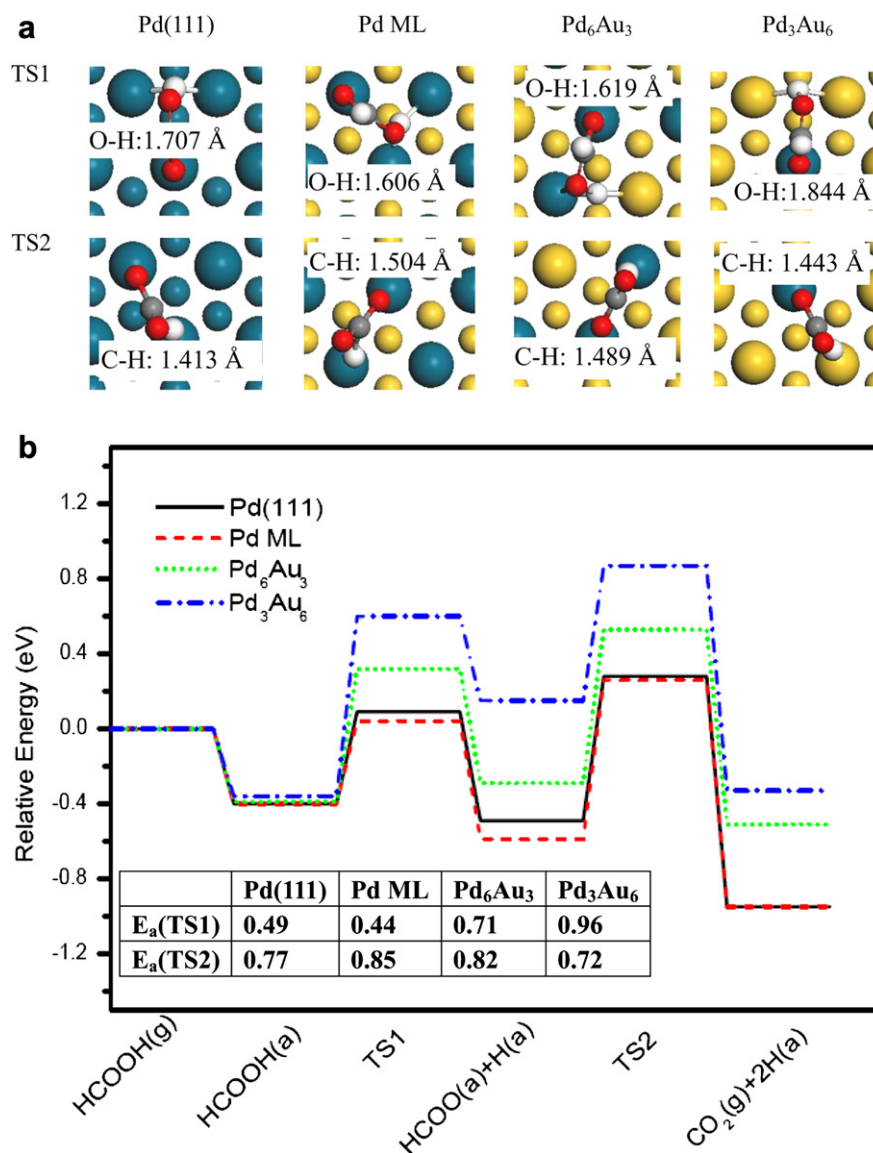 a
Pd(111) Pd ML Pd₆Au₃ Pd₃Au₆
TS1
O-H:1.707 Å O-H:1.606 Å O-H:1.619 Å O-H:1.844 Å
TS2
C-H: 1.413 Å C-H: 1.504 Å C-H: 1.489 Å C-H: 1.443 Å
b
Relative Energy (eV)
1.2
0.8
0.4
0.0
-0.4
-0.8
-1.2
Pd(111)
Pd ML
Pd₆Au₃
Pd₃Au₆
Pd(111) Pd ML Pd₆Au₃ Pd₃Au₆
Eₐ(TS1) 0.49 0.44 0.71 0.96
Eₐ(TS2) 0.77 0.85 0.82 0.72
HCOOH(g) HCOOH(a) TS1 HCOO(a)+H(a) TS2 CO₂(g)+2H(a)